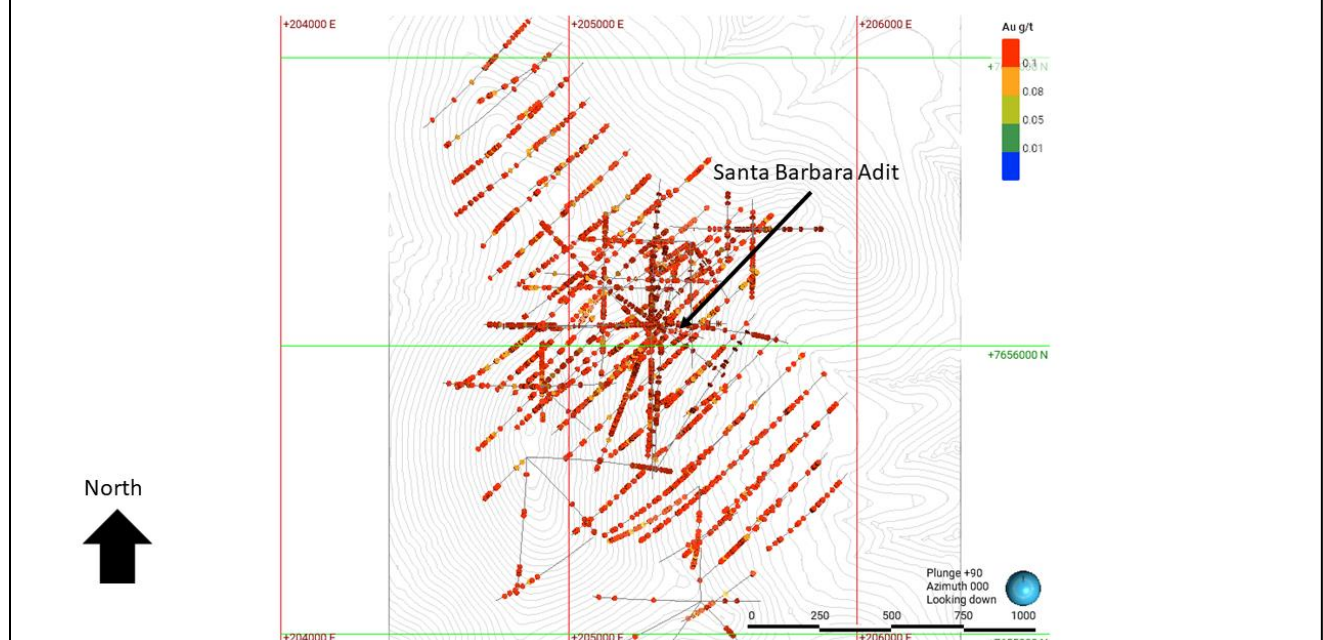 +204000 E
+205000 E
+206000 E
Au g/t
0.1
0.08
0.05
0.01
Santa Barbara Adit
+7656000 N
North
Plunge +90
Azimuth 000
Looking down
0 250 500 750 1000
+204000 E
+205000 E
+206000 E